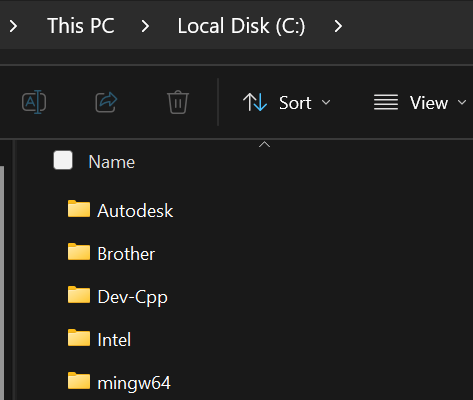 This PC > Local Disk (C:) >
Sort View
Name
Autodesk
Brother
Dev-Cpp
Intel
mingw64